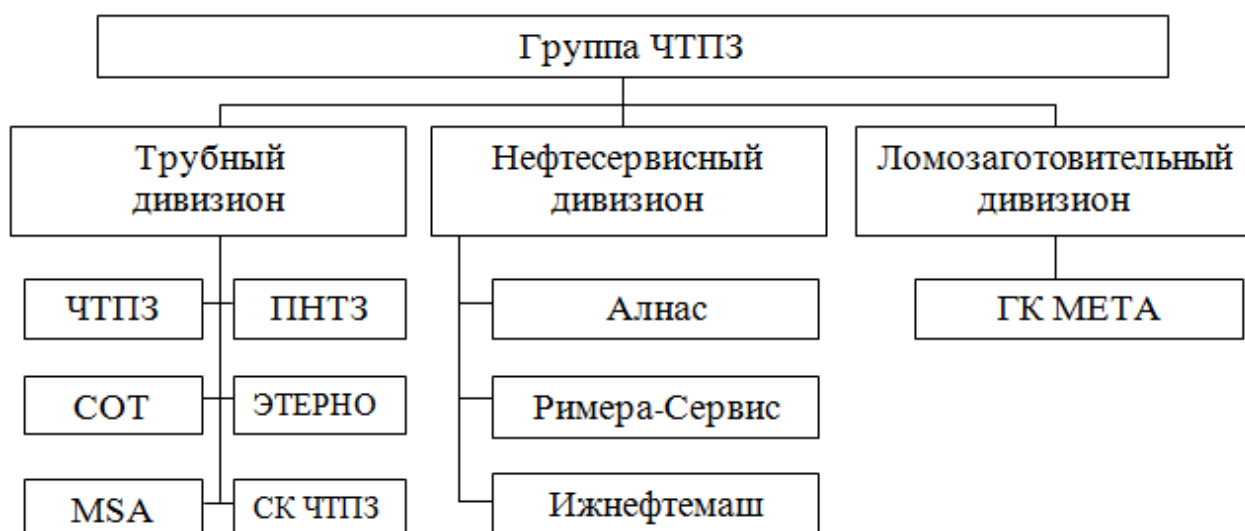 Группа ЧТПЗ
Трубный
дивизион
Нефтесервисный
дивизион
Ломозаготовительный
дивизион
ЧТПЗ
ПНТЗ
Алнас
ГК МЕТА
СОТ
ЭТЕРНО
Римера-Сервис
MSA
СК ЧТПЗ
Ижнефтемаш